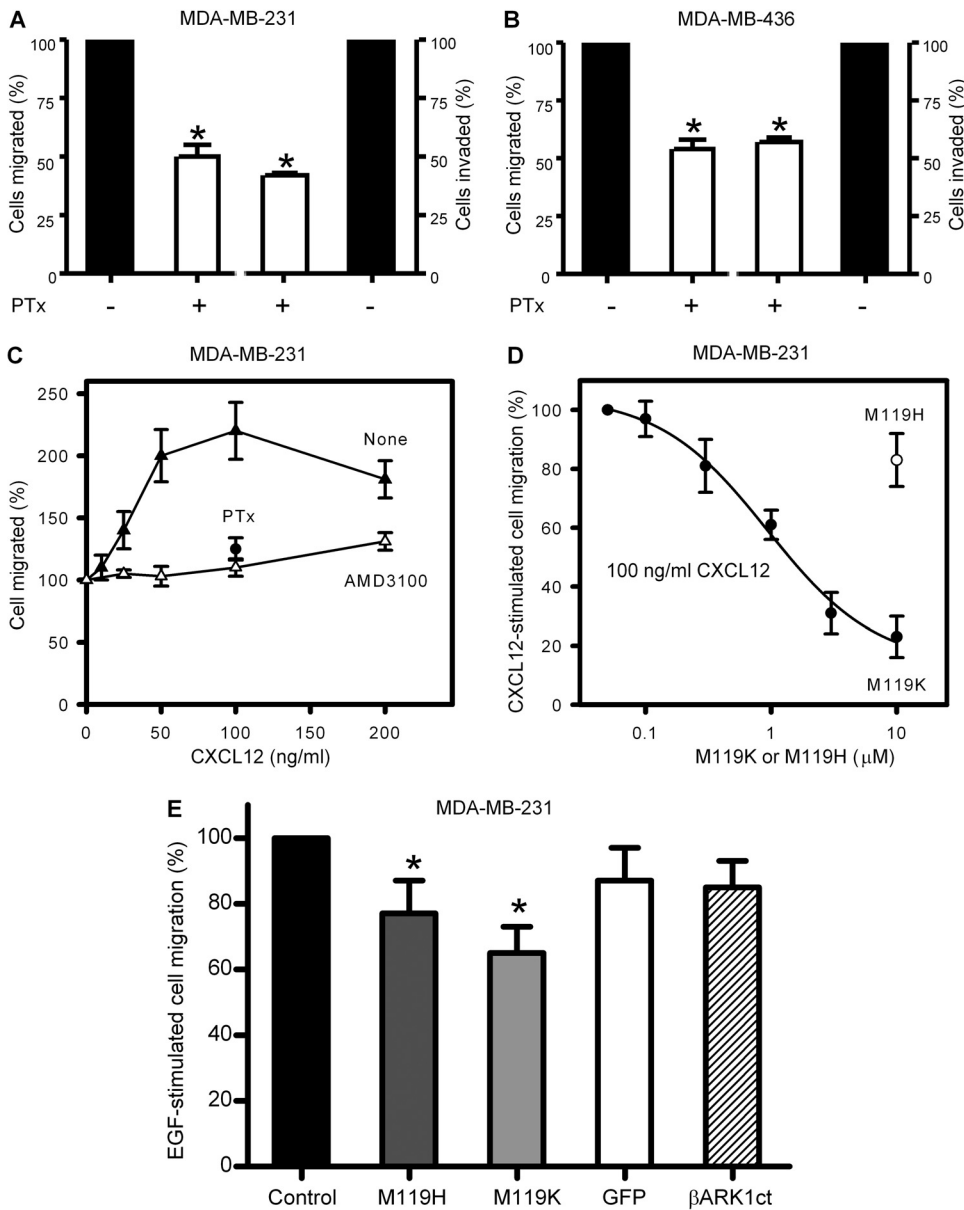 A
MDA-MB-231
Cells migrated (%)
100
75
50
25
0
* *
100
75
50
25
0
Cells invaded (%)
PTx - + + -
B
MDA-MB-436
Cells migrated (%)
100
75
50
25
0
* *
100
75
50
25
0
Cells invaded (%)
PTx - + + -
C
MDA-MB-231
Cell migrated (%)
250
200
150
100
50
0
None
PTx
AMD3100
0 50 100 150 200
CXCL12 (ng/ml)
D
MDA-MB-231
CXCL12-stimulated cell migration (%)
100
80
60
40
20
0
M119H
100 ng/ml CXCL12
M119K
0.1 1 10
M119K or M119H (μM)
E
MDA-MB-231
EGF-stimulated cell migration (%)
100
80
60
40
20
0
* *
Control M119H M119K GFP βARK1ct